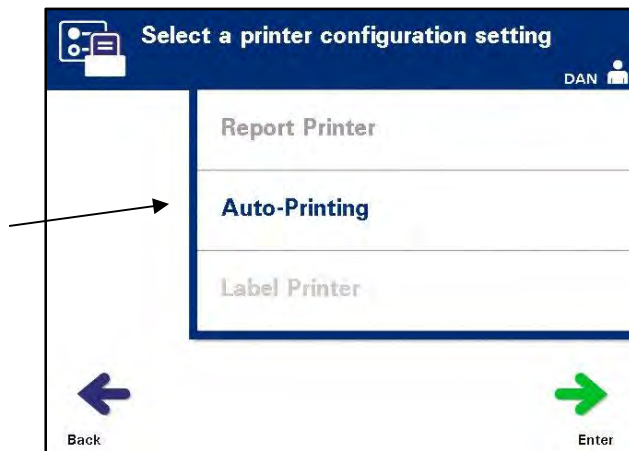 Select a printer configuration setting
DAN
Report Printer
Auto-Printing
Label Printer
Back
Enter